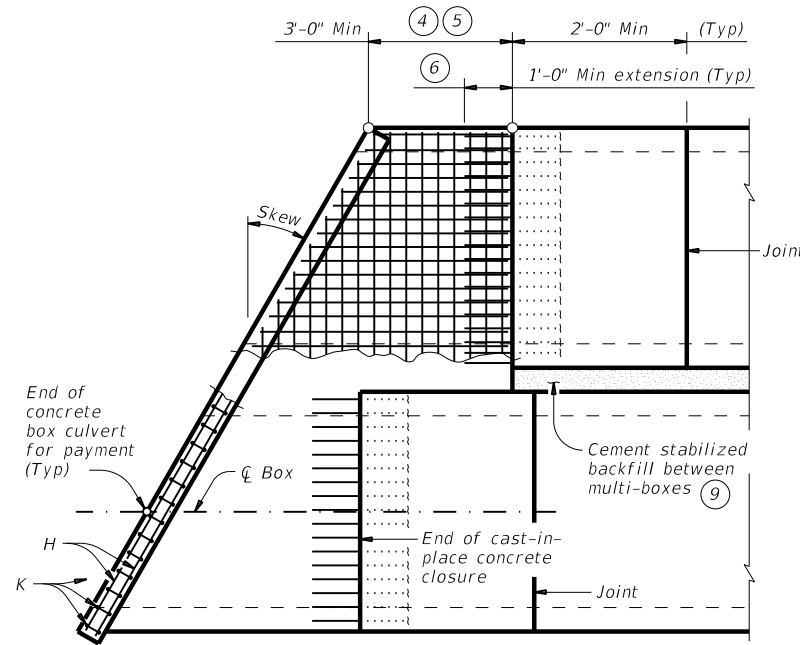 3'-0" Min
4 5
2'-0" Min
(Typ)
6
1'-0" Min extension (Typ)
Skew
Joint
End of
concrete
box culvert
for payment
(Typ)
℄ Box
Cement stabilized
backfill between
multi-boxes 9
H
End of cast-in-
place concrete
closure
K
Joint